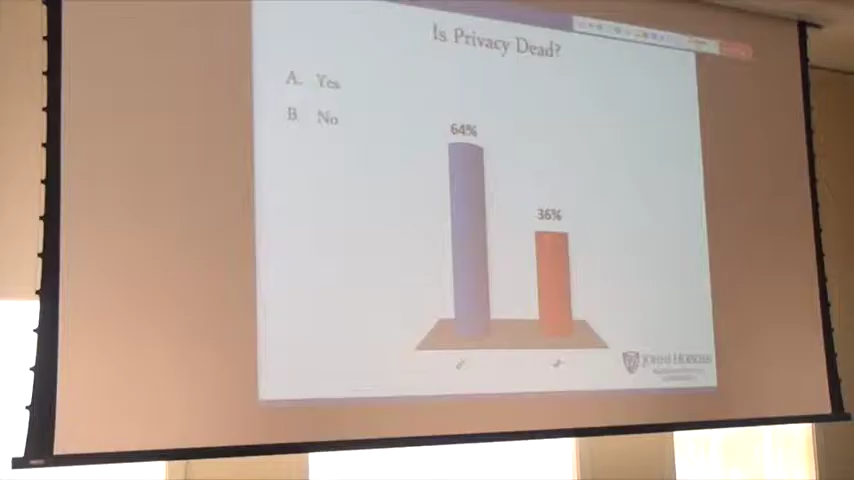 Is Privacy Dead?
A. Yes
B. No
64%
36%
JOHNS HOPKINS